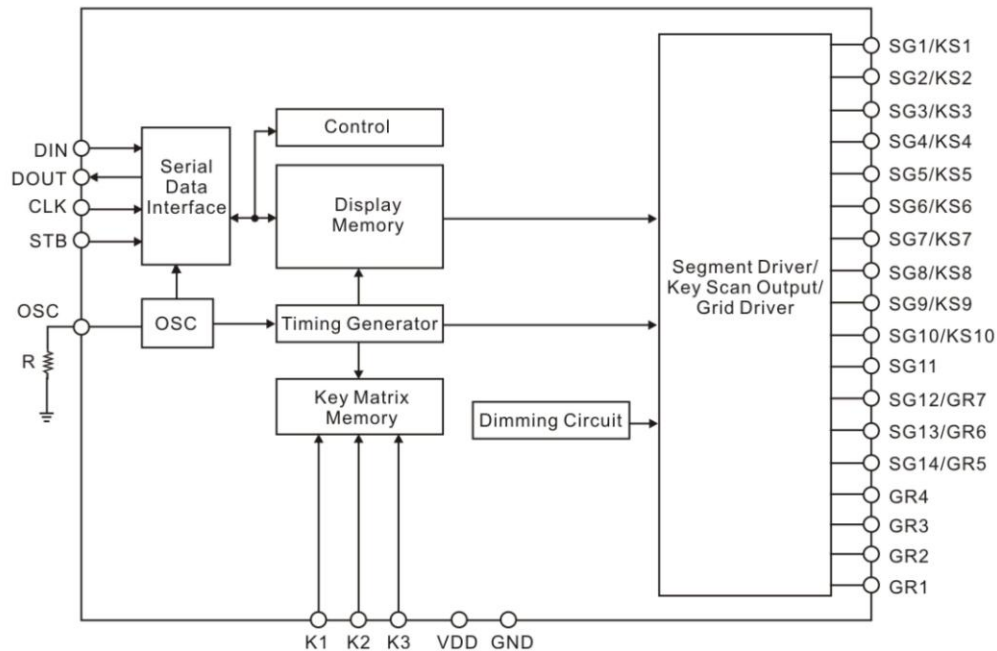 DIN
DOUT
CLK
STB
OSC
R
Serial
Data
Interface
OSC
Control
Display
Memory
Timing Generator
Key Matrix
Memory
Dimming Circuit
Segment Driver/
Key Scan Output/
Grid Driver
SG1/KS1
SG2/KS2
SG3/KS3
SG4/KS4
SG5/KS5
SG6/KS6
SG7/KS7
SG8/KS8
SG9/KS9
SG10/KS10
SG11
SG12/GR7
SG13/GR6
SG14/GR5
GR4
GR3
GR2
GR1
K1
K2
K3
VDD
GND